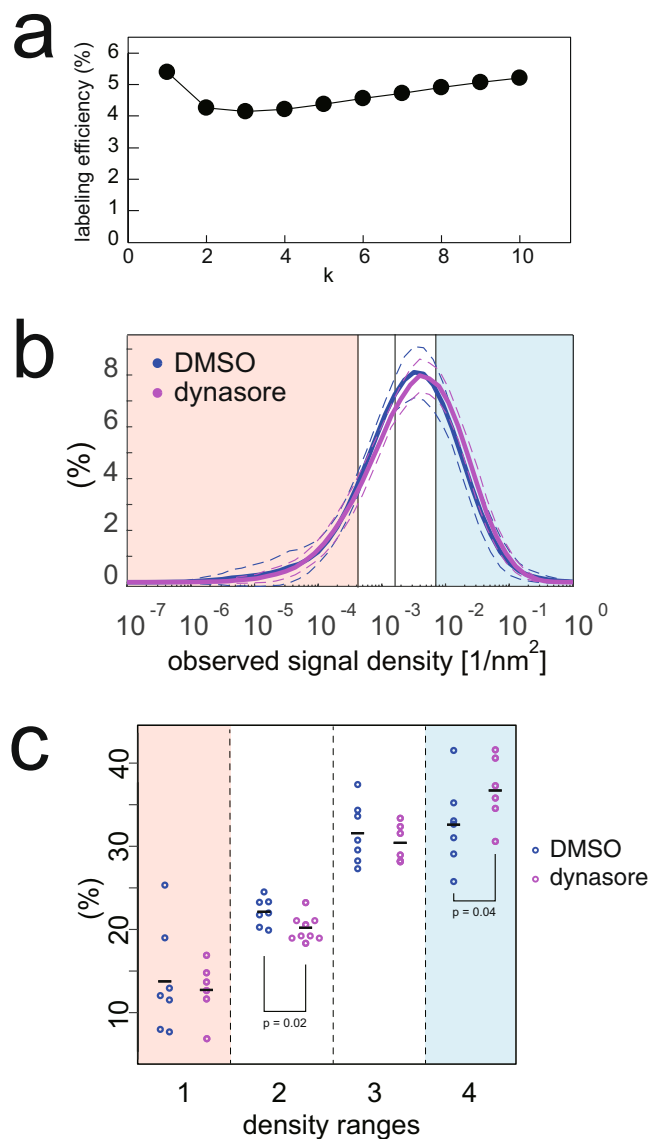 a
labeling efficiency (%)
6
5
4
3
2
1
0
0 2 4 6 8 10
k
b
DMSO
dynasore
(%)
8
6
4
2
0
10^-7 10^-6 10^-5 10^-4 10^-3 10^-2 10^-1 10^0
observed signal density [1/nm^2]
c
(%)
40
30
20
10
DMSO
dynasore
p = 0.04
p = 0.02
1 2 3 4
density ranges